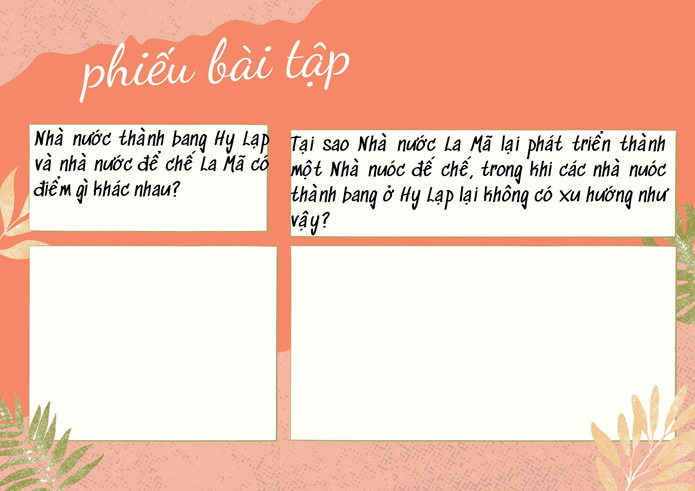 phiếu bài tập
Nhà nước thành bang Hy Lạp
và nhà nước để chế La Mã có
điểm gì khác nhau?
Tại sao Nhà nước La Mã lại phát triển thành
một Nhà nuóc đế chế, trong khi các nhà nuóc
thành bang ở Hy Lạp lại không có xu hướng như
vậy?